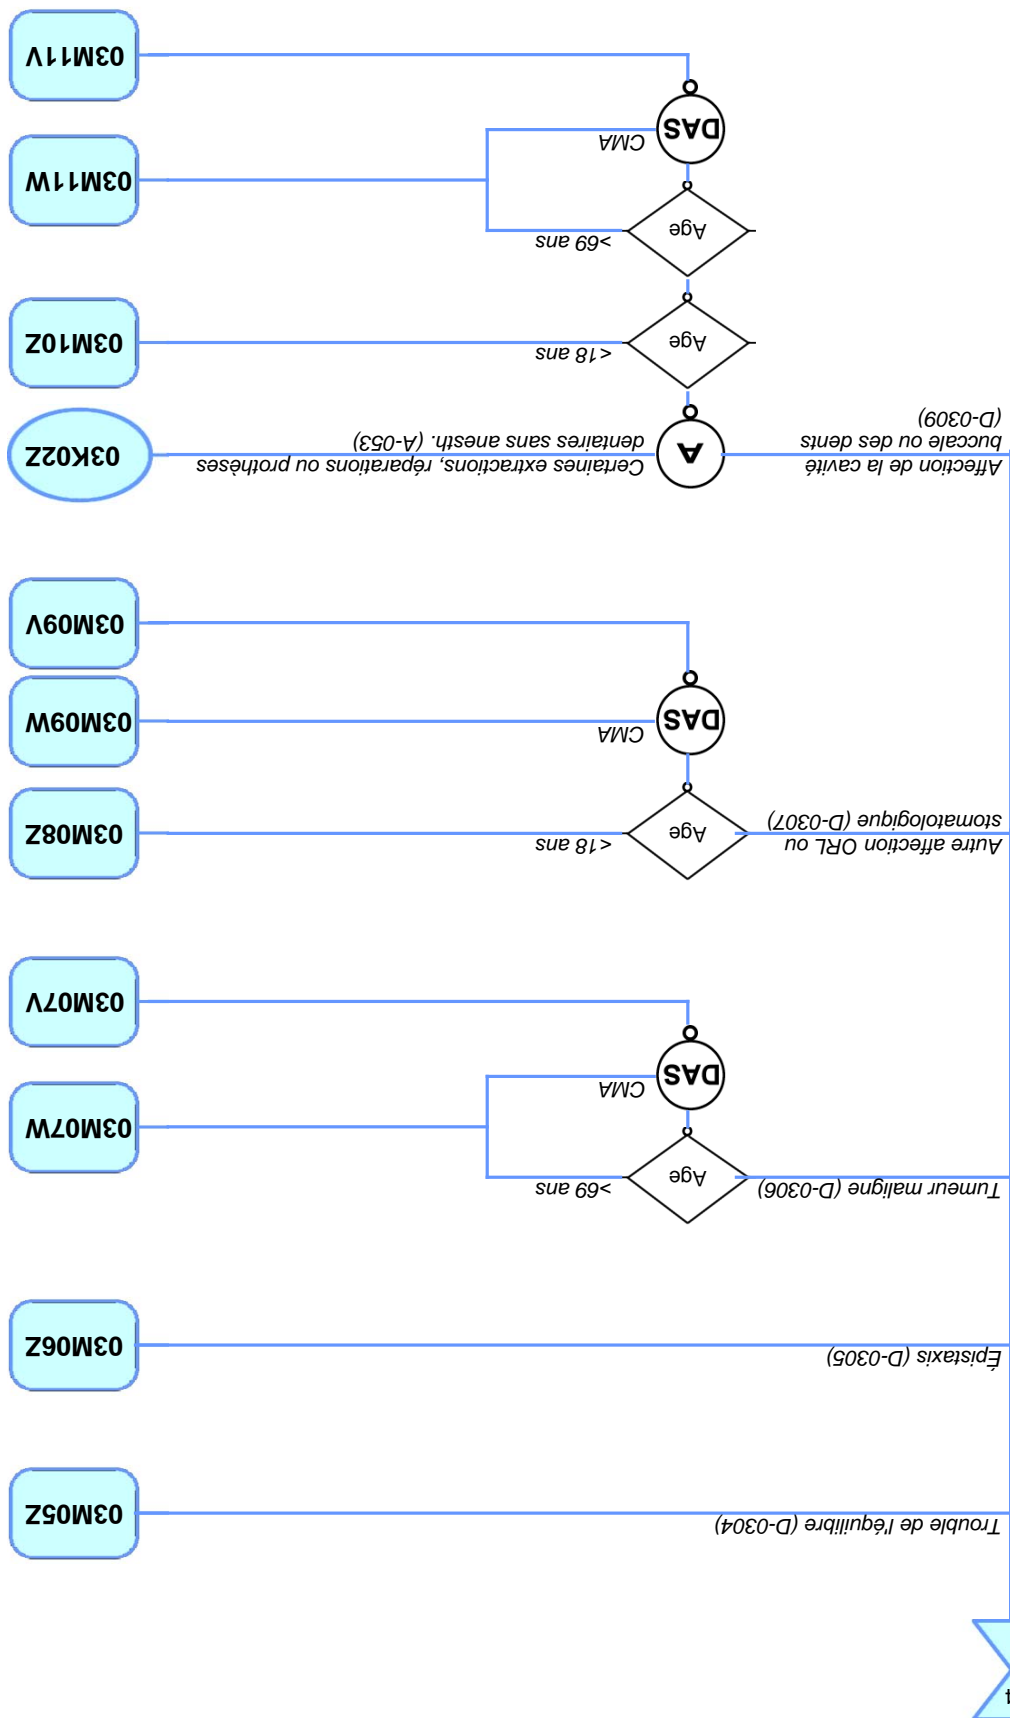 Trouble de l'équilibre (D-0304)
03M05Z
Épistaxis (D-0305)
03M06Z
Tumeur maligne (D-0306)
Age
>69 ans
03M07W
DAS
CMA
03M07V
Autre affection ORL ou
stomatologique (D-0307)
Age
<18 ans
03M08Z
DAS
CMA
03M09W
03M09V
Affection de la cavité
buccale ou des dents
(D-0309)
A
Certaines extractions, réparations ou prothèses
dentaires sans anesth. (A-053)
03K02Z
Age
<18 ans
03M10Z
Age
>69 ans
03M11W
DAS
CMA
03M11V